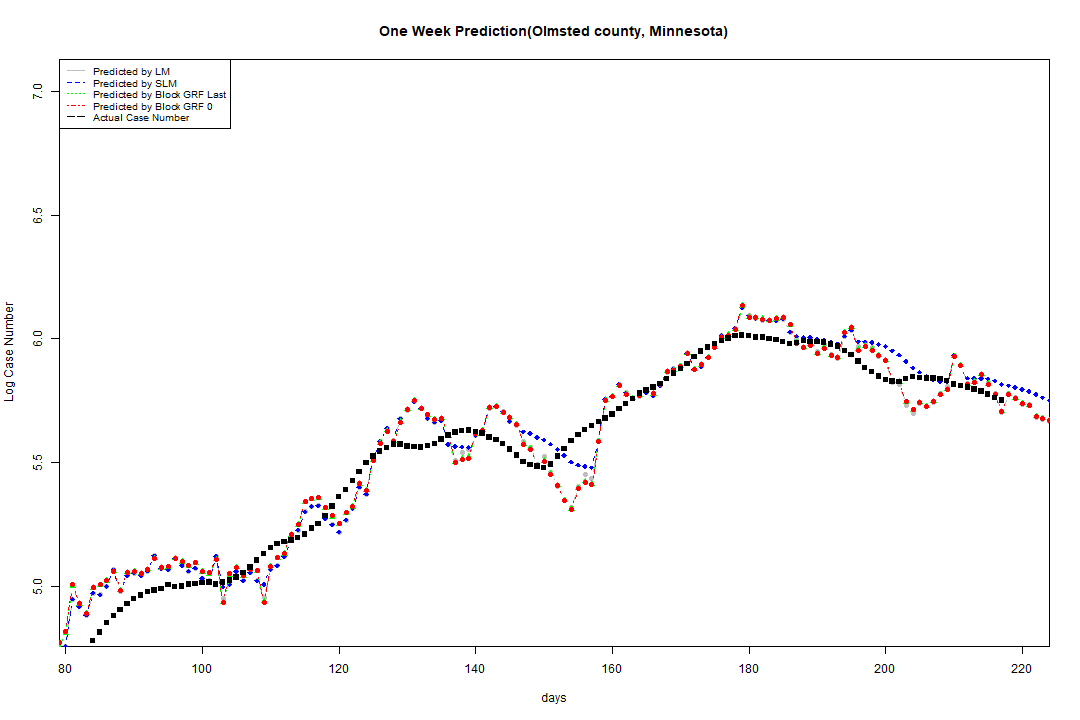 One Week Prediction(Olmsted county, Minnesota)
Predicted by LM
Predicted by SLM
Predicted by Block GRF Last
Predicted by Block GRF 0
Actual Case Number
7.0
6.5
6.0
5.5
5.0
Log Case Number
80 100 120 140 160 180 200 220
days